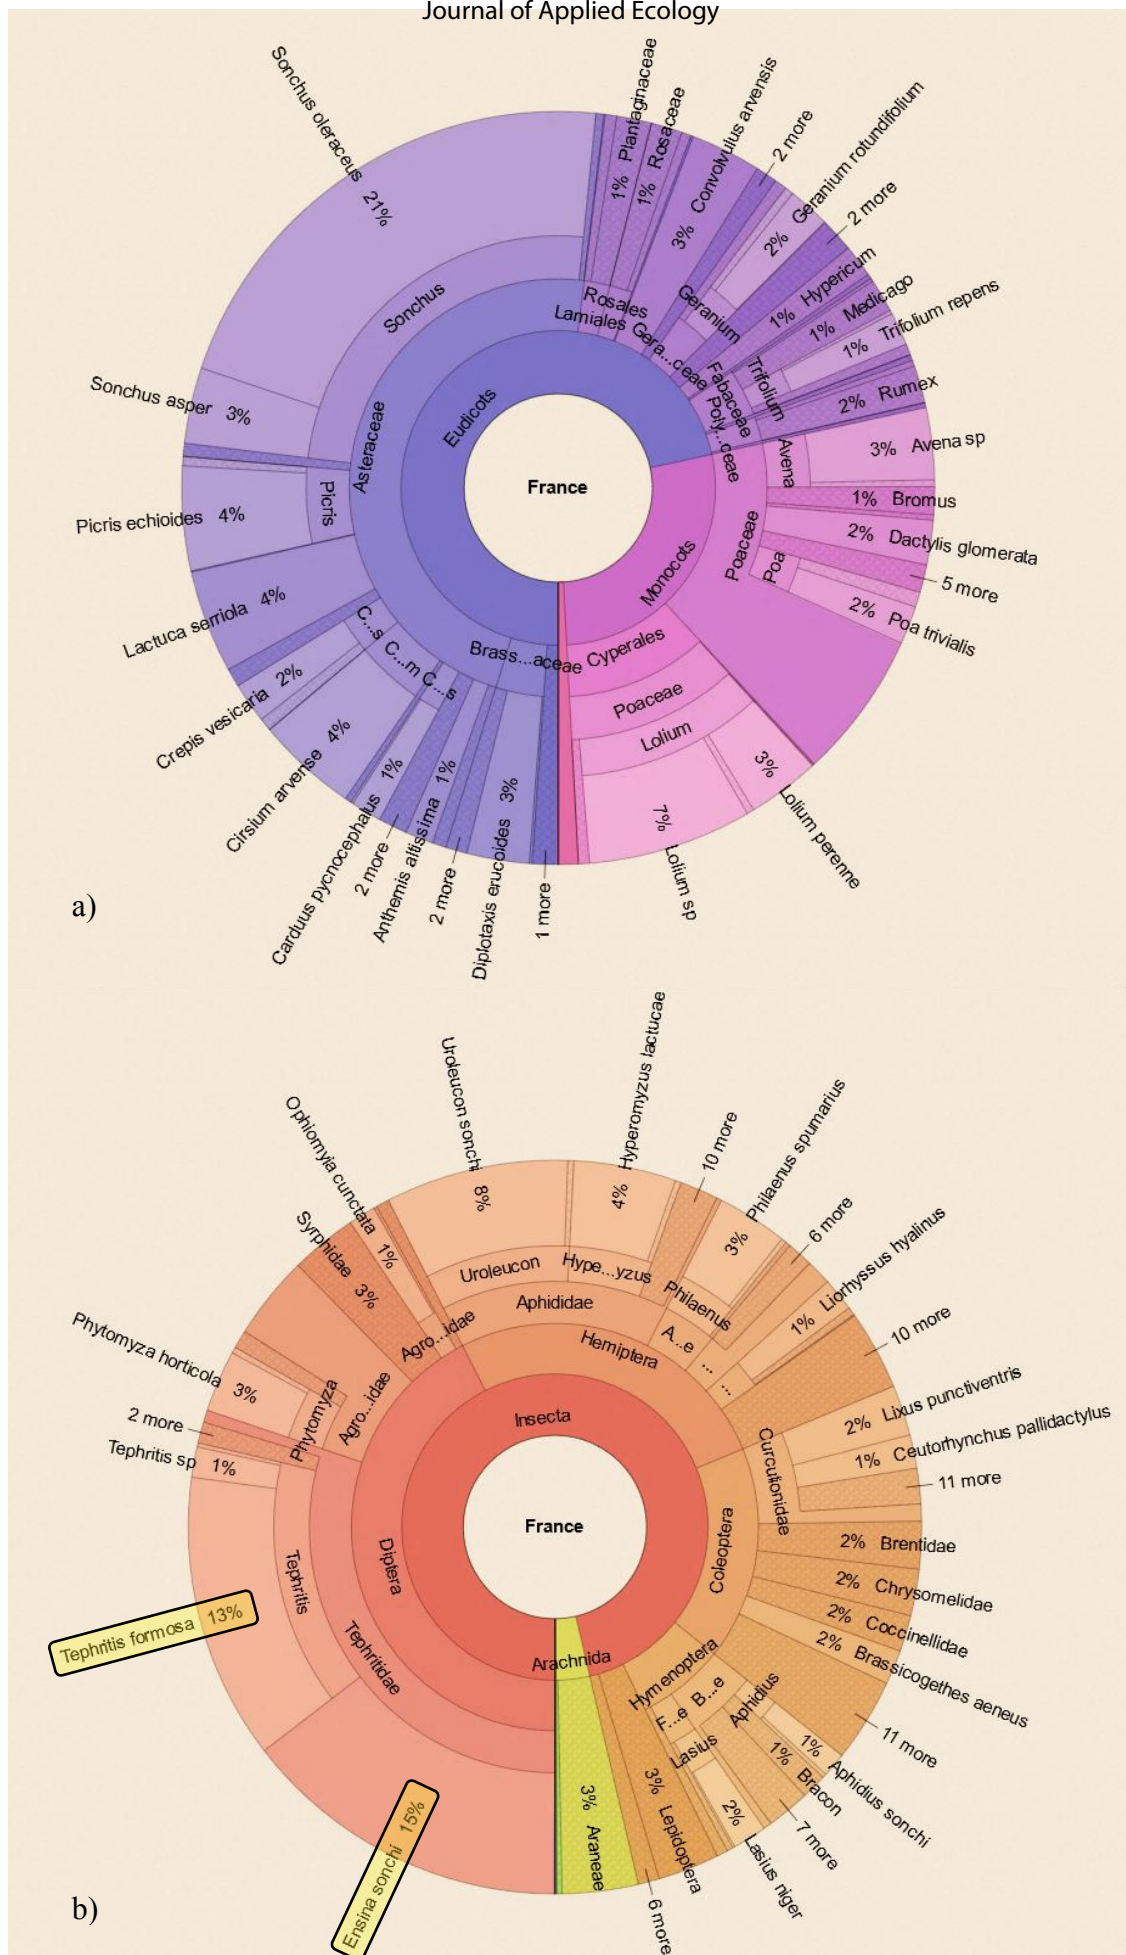 Journal of Applied Ecology
Sonchus oleraceus 21%
1% Plantaginaceae
1% Rosaceae
3% Convolvulus arvensis
2 more
2% Geranium rotundifolium
2 more
1% Hypericum
1% Medicago
1% Trifolium repens
2% Rumex
3% Avena sp
1% Bromus
2% Dactylis glomerata
5 more
2% Poa trivialis
3% Lolium perenne
7% Lolium sp
1 more
Diplotaxis erucoides 3%
2 more
Anthemis altissima 1%
2 more
Carduus pycnocephalus 1%
Cirsium arvense 4%
Crepis vesicaria 2%
Lactuca serriola 4%
Picris echioides 4%
Sonchus asper 3%
Sonchus
Picris
Asteraceae
Eudicots
Rosales
Lamiales
Gera...ceae
Geranium
Fabaceae
Trifolium
Poly...ceae
Avena
Poaceae
Poa
Monocots
Cyperales
Poaceae
Lolium
Brass...aceae
C...s
C...m
C...s
France
a)
Uroleucon sonchi 8%
4% Hyperomyzus lactucae
10 more
3% Philaenus spumarius
6 more
1% Liorhyssus hyalinus
10 more
2% Lixus punctiventris
1% Ceutorhynchus pallidactylus
11 more
2% Brentidae
2% Chrysomelidae
2% Coccinellidae
2% Brassicogethes aeneus
11 more
1% Aphidius sonchi
1% Bracon
7 more
2% Lasius niger
3% Lepidoptera
6 more
3% Araneae
Ensina sonchi 15%
Tephritis formosa 13%
Tephritis sp 1%
2 more
Phytomyza horticola 3%
Syrphidae 3%
Ophiomyia cunctata 1%
Uroleucon
Hype...yzus
Aphididae
Philaenus
A...e
...
...
Hemiptera
Insecta
Agro...idae
Agro...idae
Phytomyza
Diptera
Tephritis
Tephritidae
Curculionidae
Coleoptera
Hymenoptera
B...e
Aphidius
F...e
Lasius
Arachnida
France
b)